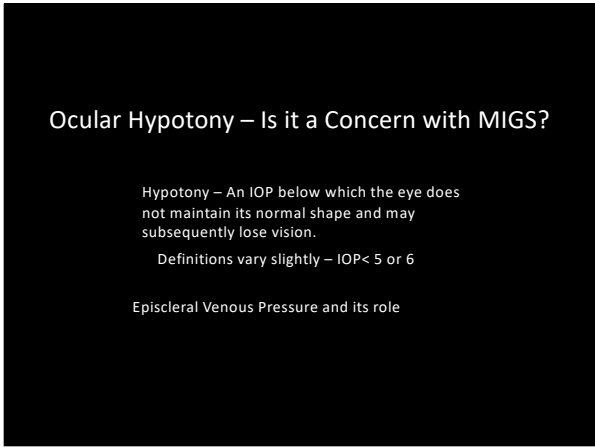 Ocular Hypotony – Is it a Concern with MIGS?
Hypotony – An IOP below which the eye does
not maintain its normal shape and may
subsequently lose vision.
Definitions vary slightly – IOP< 5 or 6
Episcleral Venous Pressure and its role